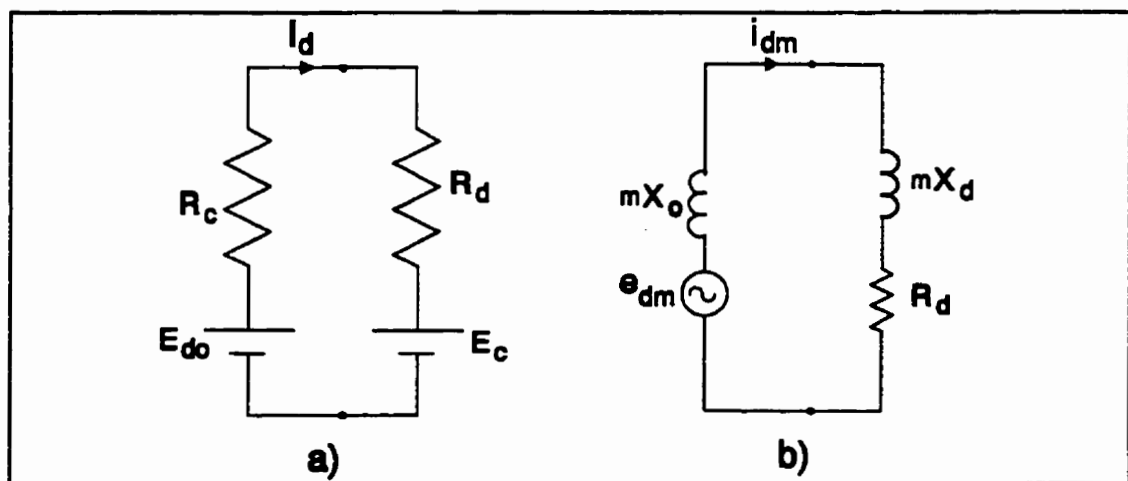 I_d
R_c
R_d
E_do
E_c
a)
i_dm
mX_o
mX_d
e_dm
R_d
b)